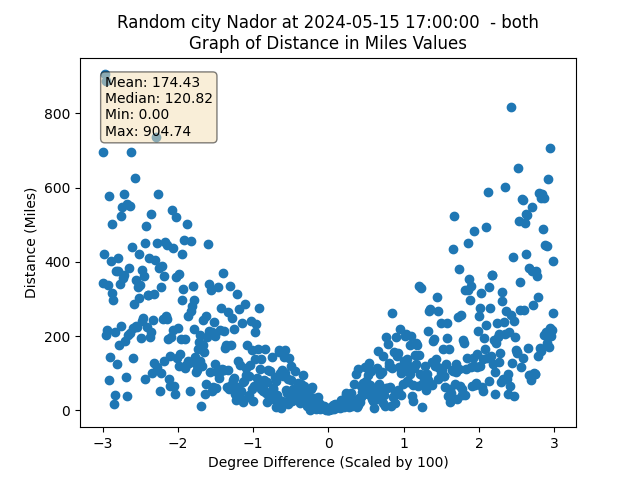 Random city Nador at 2024-05-15 17:00:00  - both
Graph of Distance in Miles Values
Mean: 174.43
Median: 120.82
Min: 0.00
Max: 904.74
800
600
400
200
0
Distance (Miles)
−3
−2
−1
0
1
2
3
Degree Difference (Scaled by 100)